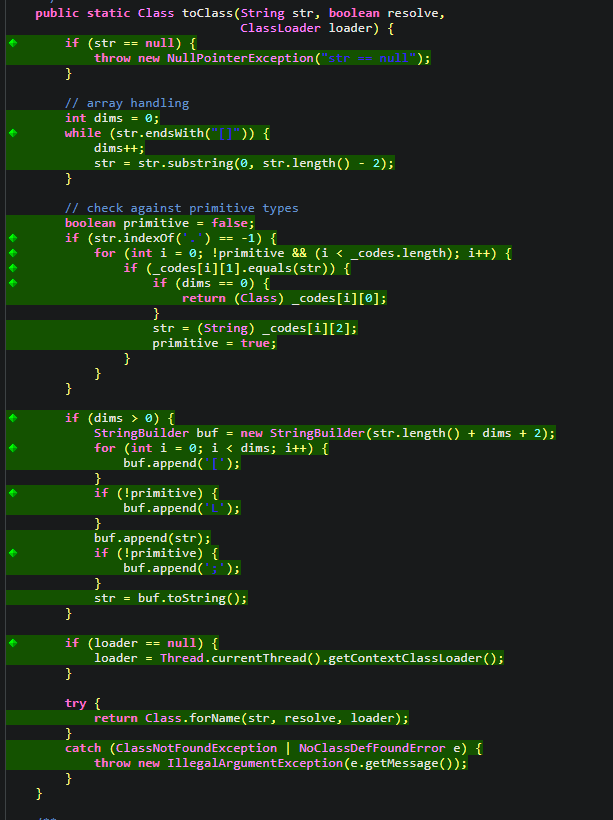 public static Class toClass(String str, boolean resolve,
ClassLoader loader) {
if (str == null) {
throw new NullPointerException("str == null");
}
// array handling
int dims = 0;
while (str.endsWith("[]")) {
dims++;
str = str.substring(0, str.length() - 2);
}
// check against primitive types
boolean primitive = false;
if (str.indexOf('.') == -1) {
for (int i = 0; !primitive && (i < _codes.length); i++) {
if (_codes[i][1].equals(str)) {
if (dims == 0) {
return (Class) _codes[i][0];
}
str = (String) _codes[i][2];
primitive = true;
}
}
}
if (dims > 0) {
StringBuilder buf = new StringBuilder(str.length() + dims + 2);
for (int i = 0; i < dims; i++) {
buf.append('[');
}
if (!primitive) {
buf.append('L');
}
buf.append(str);
if (!primitive) {
buf.append(';');
}
str = buf.toString();
}
if (loader == null) {
loader = Thread.currentThread().getContextClassLoader();
}
try {
return Class.forName(str, resolve, loader);
}
catch (ClassNotFoundException | NoClassDefFoundError e) {
throw new IllegalArgumentException(e.getMessage());
}
}
/**